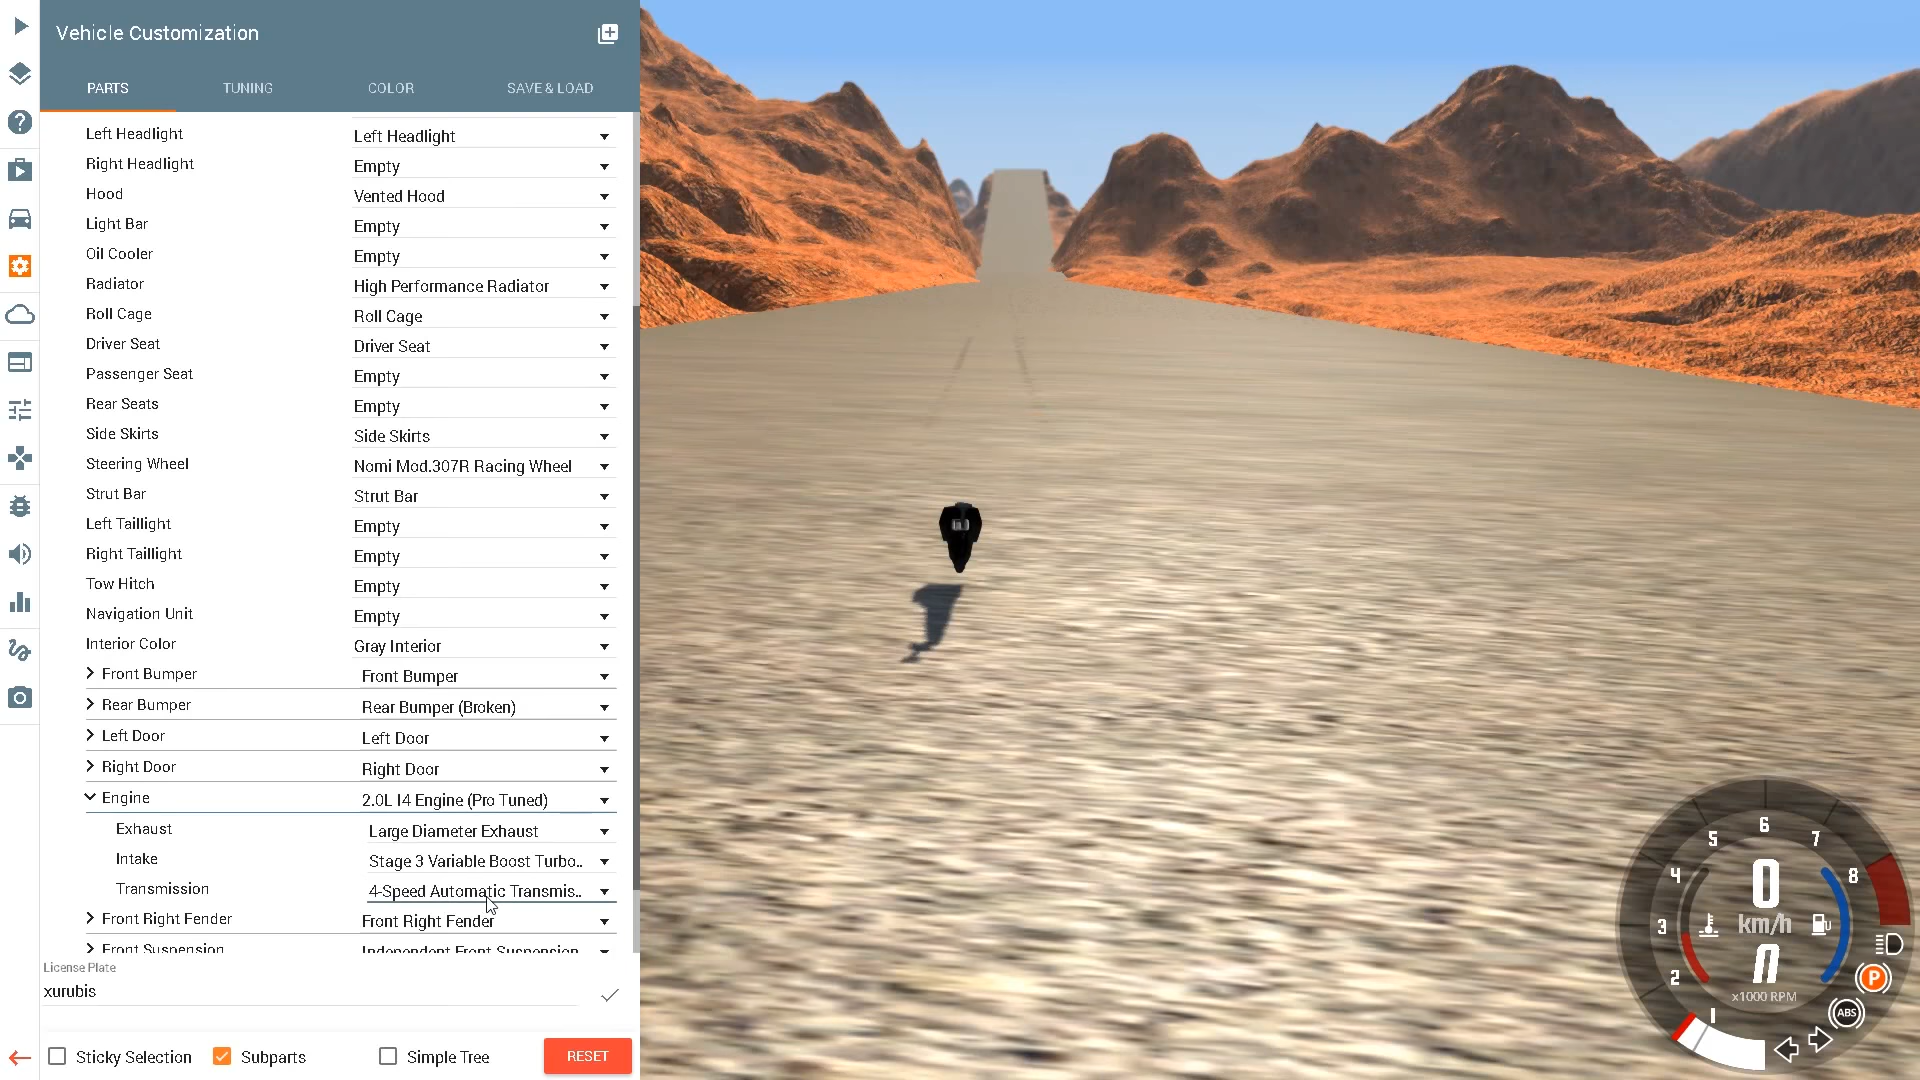 Vehicle Customization
PARTS TUNING COLOR SAVE & LOAD
Left Headlight Left Headlight
Right Headlight Empty
Hood Vented Hood
Light Bar Empty
Oil Cooler Empty
Radiator High Performance Radiator
Roll Cage Roll Cage
Driver Seat Driver Seat
Passenger Seat Empty
Rear Seats Empty
Side Skirts Side Skirts
Steering Wheel Nomi Mod.307R Racing Wheel
Strut Bar Strut Bar
Left Taillight Empty
Right Taillight Empty
Tow Hitch Empty
Navigation Unit Empty
Interior Color Gray Interior
Front Bumper Front Bumper
Rear Bumper Rear Bumper (Broken)
Left Door Left Door
Right Door Right Door
Engine 2.0L I4 Engine (Pro Tuned)
Exhaust Large Diameter Exhaust
Intake Stage 3 Variable Boost Turbo..
Transmission 4-Speed Automatic Transmis..
Front Right Fender Front Right Fender
Front Suspension Independent Front Suspension
License Plate
xurubis
Sticky Selection Subparts Simple Tree RESET
1 2 3 4 5 6 7 8
0
km/h
n
x1000 RPM
P
ABS